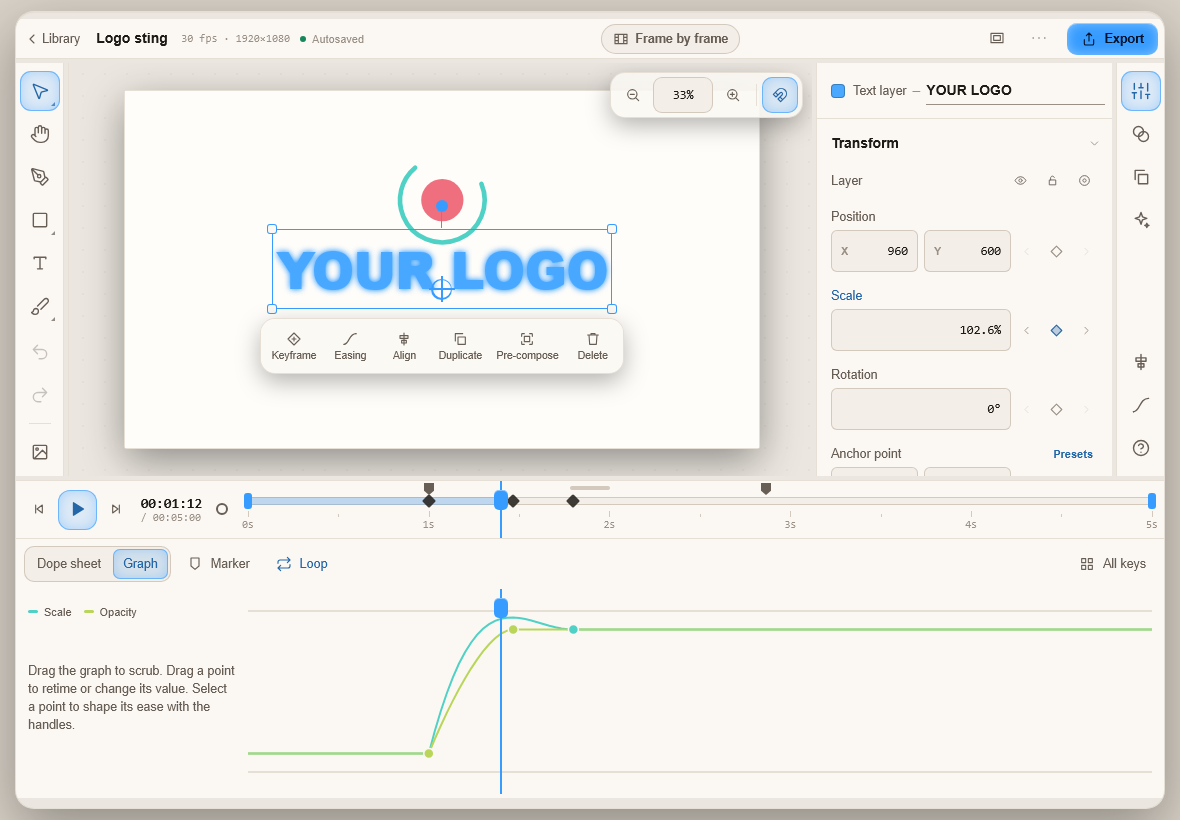 Library Logo sting 30 fps · 1920×1080 Autosaved Frame by frame ··· Export
33%
Text layer – YOUR LOGO
Transform
Layer
Position
X 960 Y 600
Scale
102.6%
Rotation
0°
Anchor point Presets
YOUR LOGO
Keyframe Easing Align Duplicate Pre-compose Delete
00:01:12
/ 00:05:00
0s 1s 2s 3s 4s 5s
Dope sheet Graph Marker Loop All keys
Scale Opacity
Drag the graph to scrub. Drag a point
to retime or change its value. Select
a point to shape its ease with the
handles.